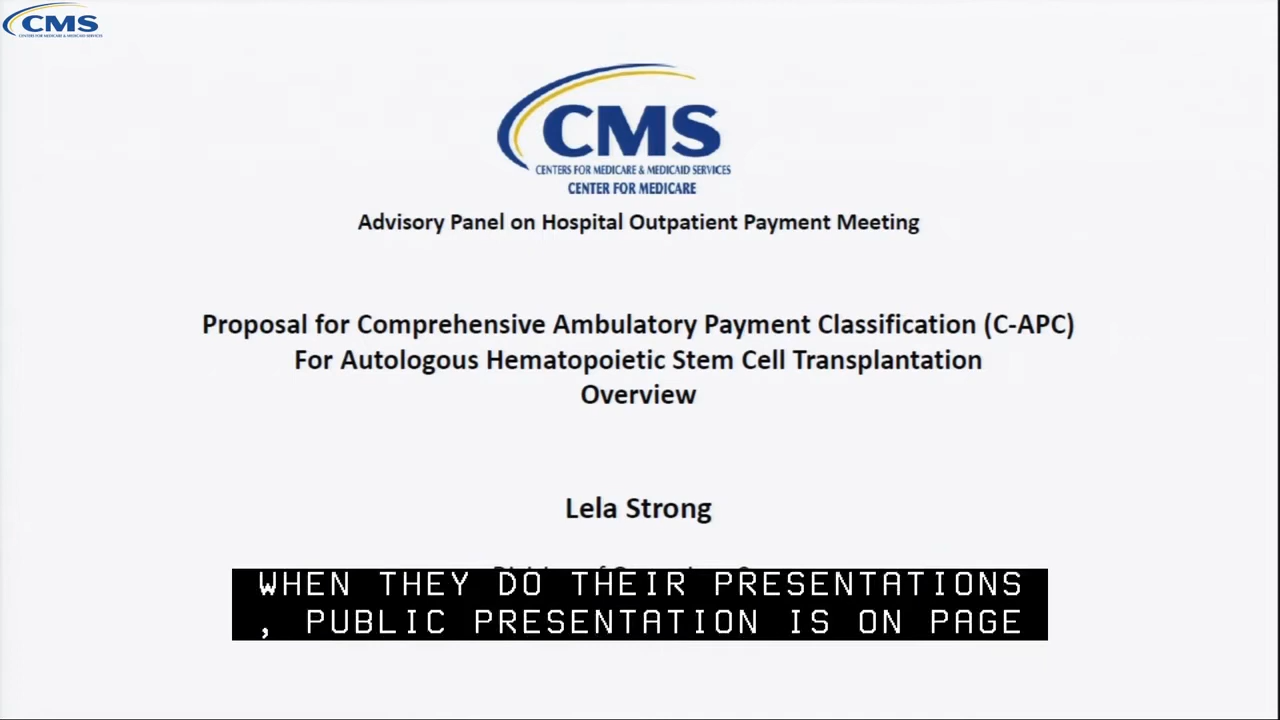 CMS
CENTERS FOR MEDICARE & MEDICAID SERVICES
CMS
CENTERS FOR MEDICARE & MEDICAID SERVICES
CENTER FOR MEDICARE
Advisory Panel on Hospital Outpatient Payment Meeting
Proposal for Comprehensive Ambulatory Payment Classification (C-APC)
For Autologous Hematopoietic Stem Cell Transplantation
Overview
Lela Strong
WHEN THEY DO THEIR PRESENTATIONS
, PUBLIC PRESENTATION IS ON PAGE